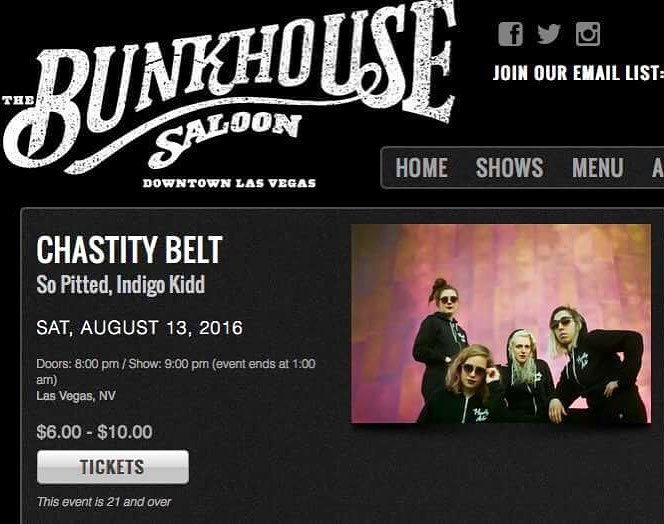 THE BUNKHOUSE
SALOON
DOWNTOWN LAS VEGAS
JOIN OUR EMAIL LIST:
HOME SHOWS MENU A
CHASTITY BELT
So Pitted, Indigo Kidd
SAT, AUGUST 13, 2016
Doors: 8:00 pm / Show: 9:00 pm (event ends at 1:00
am)
Las Vegas, NV
$6.00 - $10.00
TICKETS
This event is 21 and over